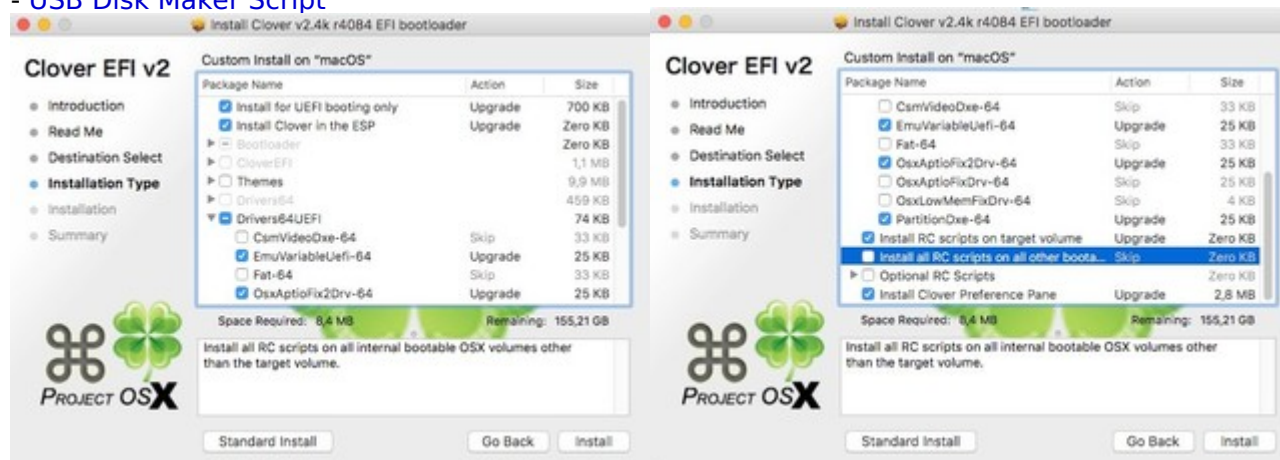 - USB Disk Maker Script
Install Clover v2.4k r4084 EFI bootloader
Clover EFI v2
Introduction
Read Me
Destination Select
Installation Type
Installation
Summary
PROJECT OSX
Custom Install on "macOS"
Package Name Action Size
Install for UEFI booting only Upgrade 700 KB
Install Clover in the ESP Upgrade Zero KB
Bootloader Zero KB
CloverEFI 1,1 MB
Themes 9,9 MB
Drivers64 459 KB
Drivers64UEFI 74 KB
CsmVideoDxe-64 Skip 33 KB
EmuVariableUefi-64 Upgrade 25 KB
Fat-64 Skip 33 KB
OsxAptioFix2Drv-64 Upgrade 25 KB
Space Required: 8,4 MB Remaining: 155,21 GB
Install all RC scripts on all internal bootable OSX volumes other
than the target volume.
Standard Install Go Back Install
Install Clover v2.4k r4084 EFI bootloader
Clover EFI v2
Introduction
Read Me
Destination Select
Installation Type
Installation
Summary
PROJECT OSX
Custom Install on "macOS"
Package Name Action Size
CsmVideoDxe-64 Skip 33 KB
EmuVariableUefi-64 Upgrade 25 KB
Fat-64 Skip 33 KB
OsxAptioFix2Drv-64 Upgrade 25 KB
OsxAptioFixDrv-64 Skip 25 KB
OsxLowMemFixDrv-64 Skip 4 KB
PartitionDxe-64 Upgrade 25 KB
Install RC scripts on target volume Upgrade Zero KB
Install all RC scripts on all other boota... Skip Zero KB
Optional RC Scripts Zero KB
Install Clover Preference Pane Upgrade 2,8 MB
Space Required: 8,4 MB Remaining: 155,21 GB
Install all RC scripts on all internal bootable OSX volumes other
than the target volume.
Standard Install Go Back Install